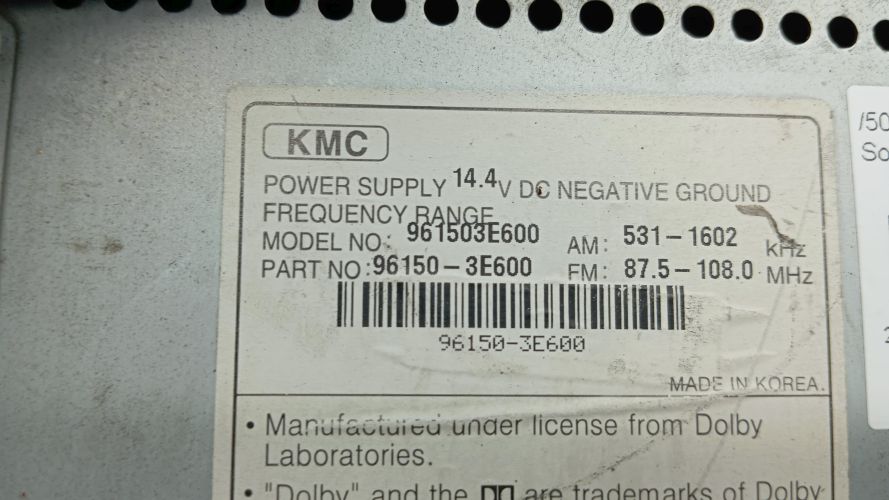 KMC
POWER SUPPLY 14.4V DC NEGATIVE GROUND
FREQUENCY RANGE
MODEL NO: 961503E600 AM: 531-1602 kHz
PART NO:96150-3E600 FM: 87.5-108.0 MHz
96150-3E600
MADE IN KOREA.
• Manufactured under license from Dolby
Laboratories.
• "Dolby" and the are trademarks of Dolby
/50
So